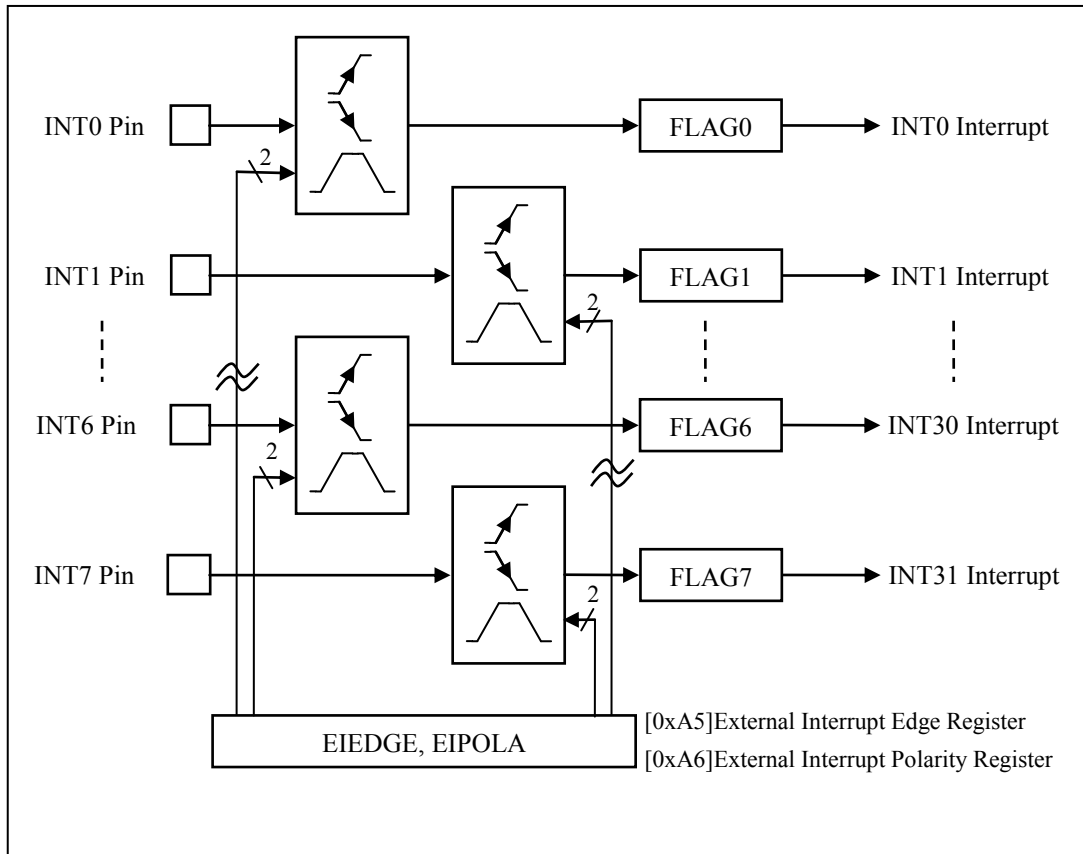 INT0 Pin
2
FLAG0
INT0 Interrupt
INT1 Pin
2
FLAG1
INT1 Interrupt
INT6 Pin
2
FLAG6
INT30 Interrupt
INT7 Pin
2
FLAG7
INT31 Interrupt
EIEDGE, EIPOLA
[0xA5]External Interrupt Edge Register
[0xA6]External Interrupt Polarity Register